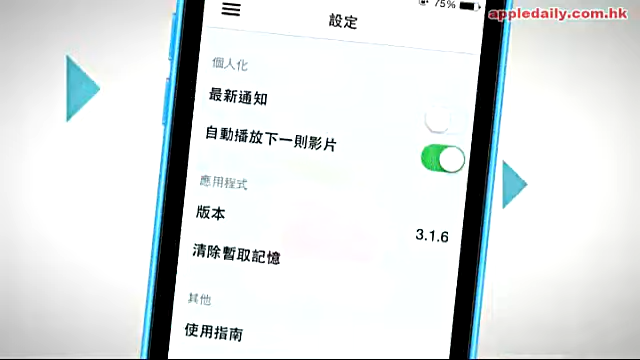 75%
appledaily.com.hk
設定
個人化
最新通知
自動播放下一則影片
應用程式
版本
3.1.6
清除暫取記憶
其他
使用指南